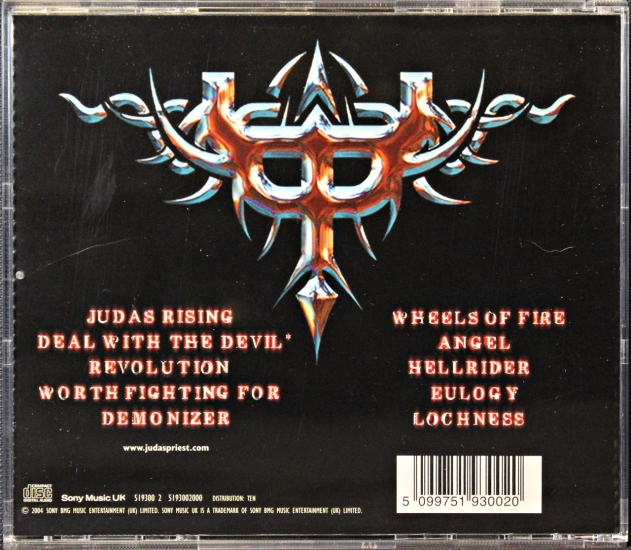 JUDAS RISING
DEAL WITH THE DEVIL*
REVOLUTION
WORTH FIGHTING FOR
DEMONIZER
WHEELS OF FIRE
ANGEL
HELLRIDER
EULOGY
LOCHNESS
www.judaspriest.com
COMPACT
disc
DIGITAL AUDIO
Sony Music UK 519300 2 5193002000 DISTRIBUTION: TEN
© 2004 SONY BMG MUSIC ENTERTAINMENT (UK) LIMITED. SONY MUSIC UK IS A TRADEMARK OF SONY BMG MUSIC ENTERTAINMENT (UK) LIMITED.
5 099751 930020